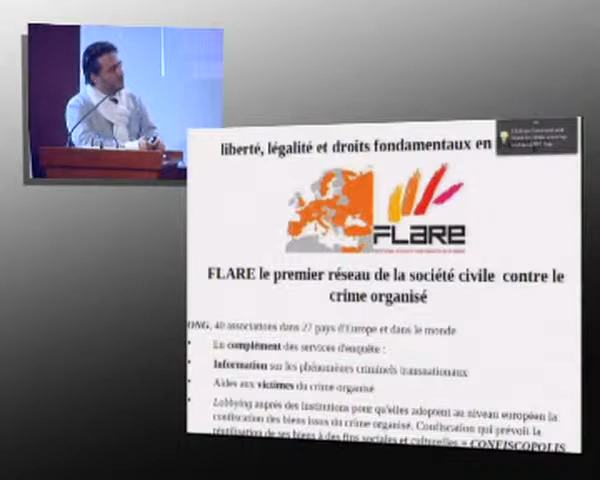 liberté, légalité et droits fondamentaux en
FLARE
FLARE le premier réseau de la société civile contre le
crime organisé
ONG, 40 associations dans 27 pays d'Europe et dans le monde
En complément des services d'enquête :
Information sur les phénomènes criminels transnationaux
Aides aux victimes du crime organisé
Lobbying auprès des Institutions pour qu'elles adoptent au niveau européen la
confiscation des biens issus du crime organisé. Confiscation qui prévoit la
réutilisation de ses biens à des fins sociales et culturelles = CONFISCOPOLIS